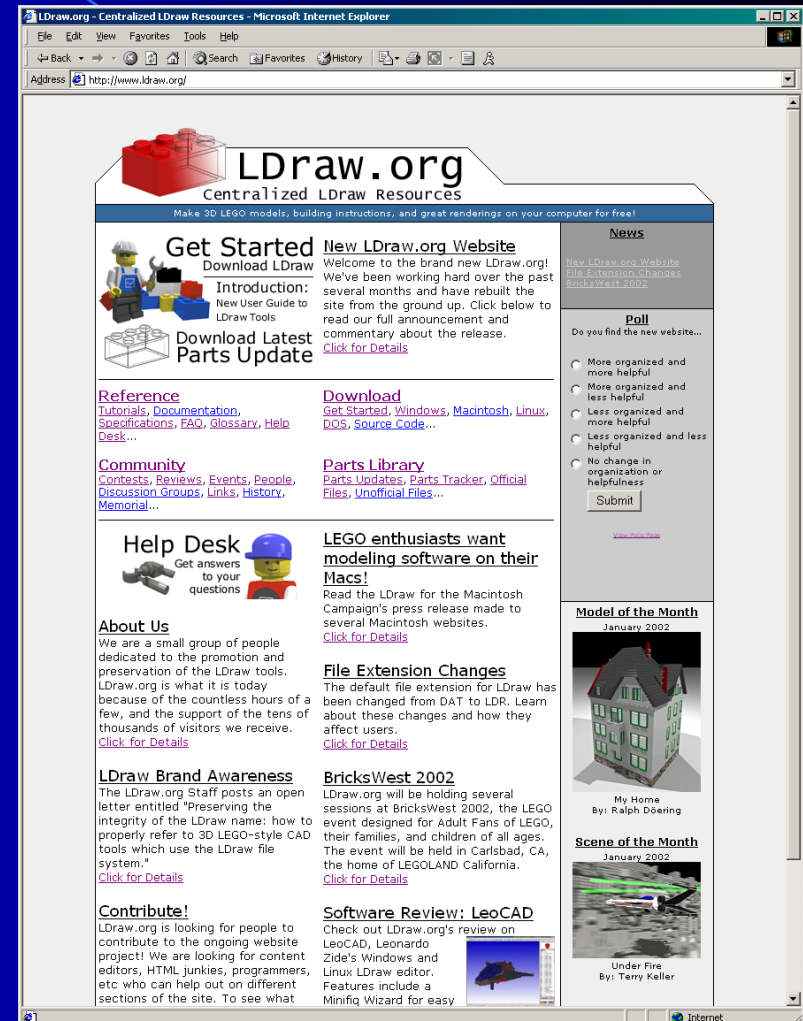 LDraw.org - Centralized LDraw Resources - Microsoft Internet Explorer
File Edit View Favorites Tools Help
Back Search Favorites History
Address http://www.ldraw.org/
LDraw.org
Centralized LDraw Resources
Make 3D LEGO models, building instructions, and great renderings on your computer for free!
Get Started
Download LDraw
Introduction:
New User Guide to
LDraw Tools
Download Latest
Parts Update
New LDraw.org Website
Welcome to the brand new LDraw.org!
We've been working hard over the past
several months and have rebuilt the
site from the ground up. Click below to
read our full announcement and
commentary about the release.
Click for Details
Reference
Tutorials, Documentation,
Specifications, FAQ, Glossary, Help
Desk...
Download
Get Started, Windows, Macintosh, Linux,
DOS, Source Code...
Community
Contests, Reviews, Events, People,
Discussion Groups, Links, History,
Memorial...
Parts Library
Parts Updates, Parts Tracker, Official
Files, Unofficial Files...
Help Desk
Get answers
to your
questions
About Us
We are a small group of people
dedicated to the promotion and
preservation of the LDraw tools.
LDraw.org is what it is today
because of the countless hours of a
few, and the support of the tens of
thousands of visitors we receive.
Click for Details
LDraw Brand Awareness
The LDraw.org Staff posts an open
letter entitled "Preserving the
integrity of the LDraw name: how to
properly refer to 3D LEGO-style CAD
tools which use the LDraw file
system."
Click for Details
Contribute!
LDraw.org is looking for people to
contribute to the ongoing website
project! We are looking for content
editors, HTML junkies, programmers,
etc who can help out on different
sections of the site. To see what
LEGO enthusiasts want
modeling software on their
Macs!
Read the LDraw for the Macintosh
Campaign's press release made to
several Macintosh websites.
Click for Details
File Extension Changes
The default file extension for LDraw has
been changed from DAT to LDR. Learn
about these changes and how they
affect users.
Click for Details
BricksWest 2002
LDraw.org will be holding several
sessions at BricksWest 2002, the LEGO
event designed for Adult Fans of LEGO,
their families, and children of all ages.
The event will be held in Carlsbad, CA,
the home of LEGOLAND California.
Click for Details
Software Review: LeoCAD
Check out LDraw.org's review on
LeoCAD, Leonardo
Zide's Windows and
Linux LDraw editor.
Features include a
Minifig Wizard for easy
News
New LDraw.org Website
File Extension Changes
BricksWest 2002
Poll
Do you find the new website...
More organized and
more helpful
More organized and
less helpful
Less organized and
more helpful
Less organized and less
helpful
No change in
organization or
helpfulness
Submit
Model of the Month
January 2002
My Home
By: Ralph Döering
Scene of the Month
January 2002
Under Fire
By: Terry Keller
Internet